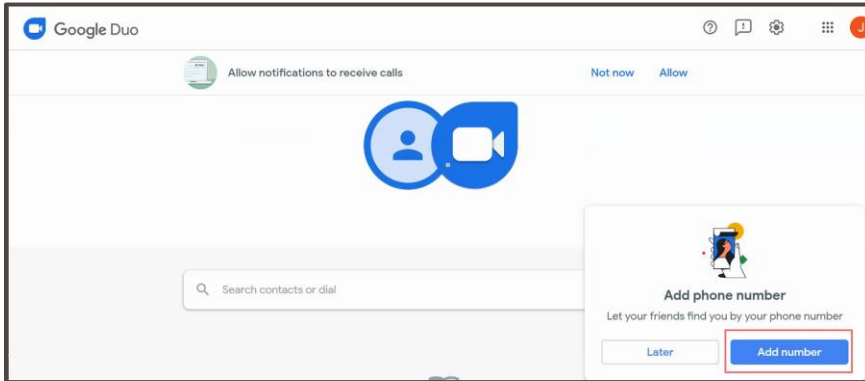 Google Duo
J
Allow notifications to receive calls
Not now
Allow
Search contacts or dial
Add phone number
Let your friends find you by your phone number
Later
Add number